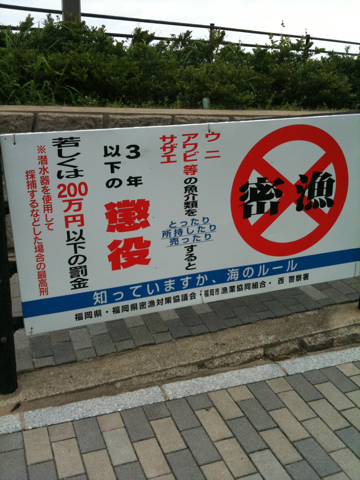 密漁
ウニ
アワビ等の魚介類を
サザエ
とったり
所持したり
売ったり
すると
3年
以下の
懲役
若しくは200万円以下の罰金
※潜水器を使用して
採捕するなどした場合の最高刑
知っていますか、海のルール
福岡県・福岡県密漁対策協議会・福岡市漁業協同組合・西警察署